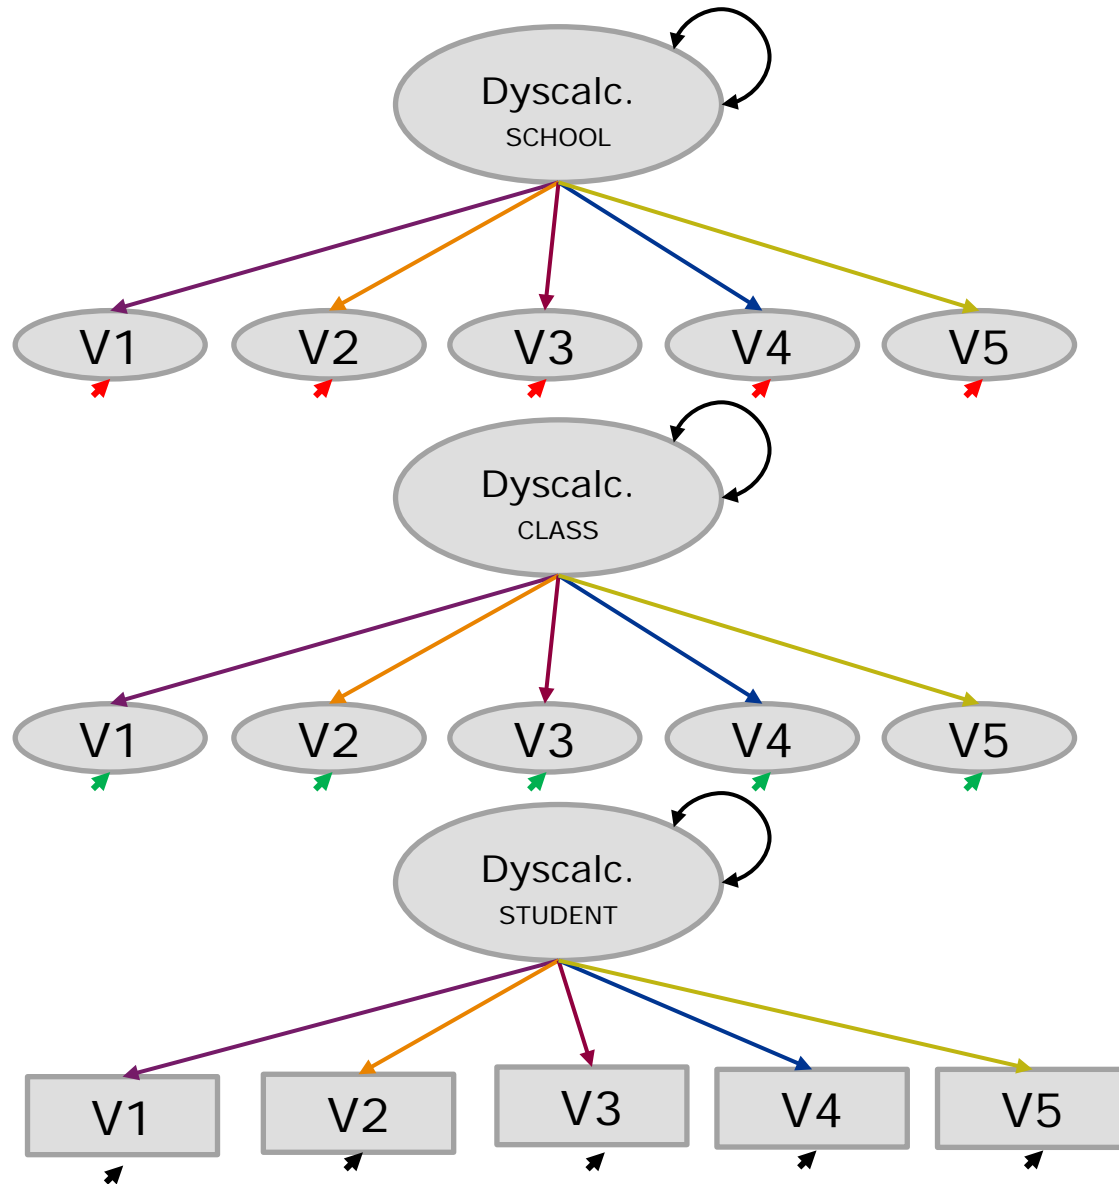 Dyscalc.
SCHOOL
V1 V2 V3 V4 V5
Dyscalc.
CLASS
V1 V2 V3 V4 V5
Dyscalc.
STUDENT
V1 V2 V3 V4 V5